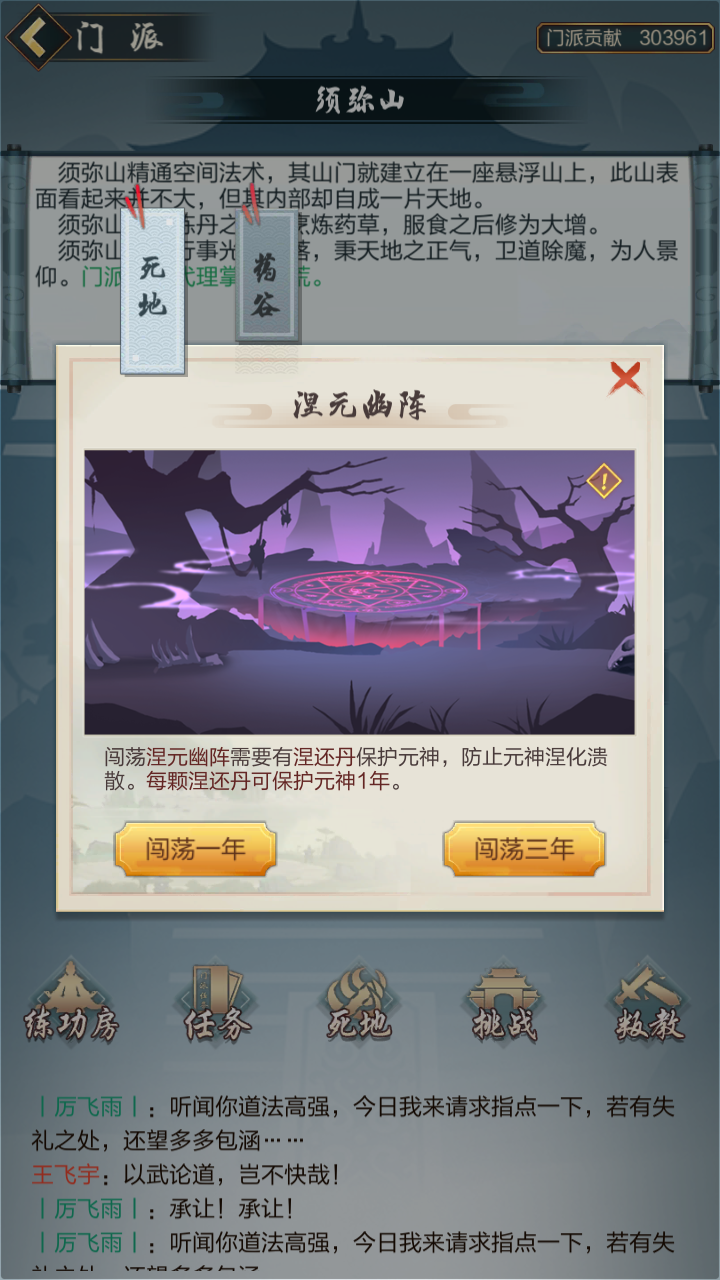 门 派
门派贡献 303961
须弥山
须弥山精通空间法术，其山门就建立在一座悬浮山上，此山表
面看起来并不大，但其内部却自成一片天地。
须弥山 炼丹之 烹炼药草，服食之后修为大增。
须弥山 行事光 落，秉天地之正气，卫道除魔，为人景
仰。门派 代理掌 荒。
死地
药谷
涅元幽阵
闯荡涅元幽阵需要有涅还丹保护元神，防止元神涅化溃
散。每颗涅还丹可保护元神1年。
闯荡一年
闯荡三年
练功房
任务
死地
挑战
叛教
丨厉飞雨丨：听闻你道法高强，今日我来请求指点一下，若有失
礼之处，还望多多包涵……
王飞宇：以武论道，岂不快哉！
丨厉飞雨丨：承让！承让！
丨厉飞雨丨：听闻你道法高强，今日我来请求指点一下，若有失